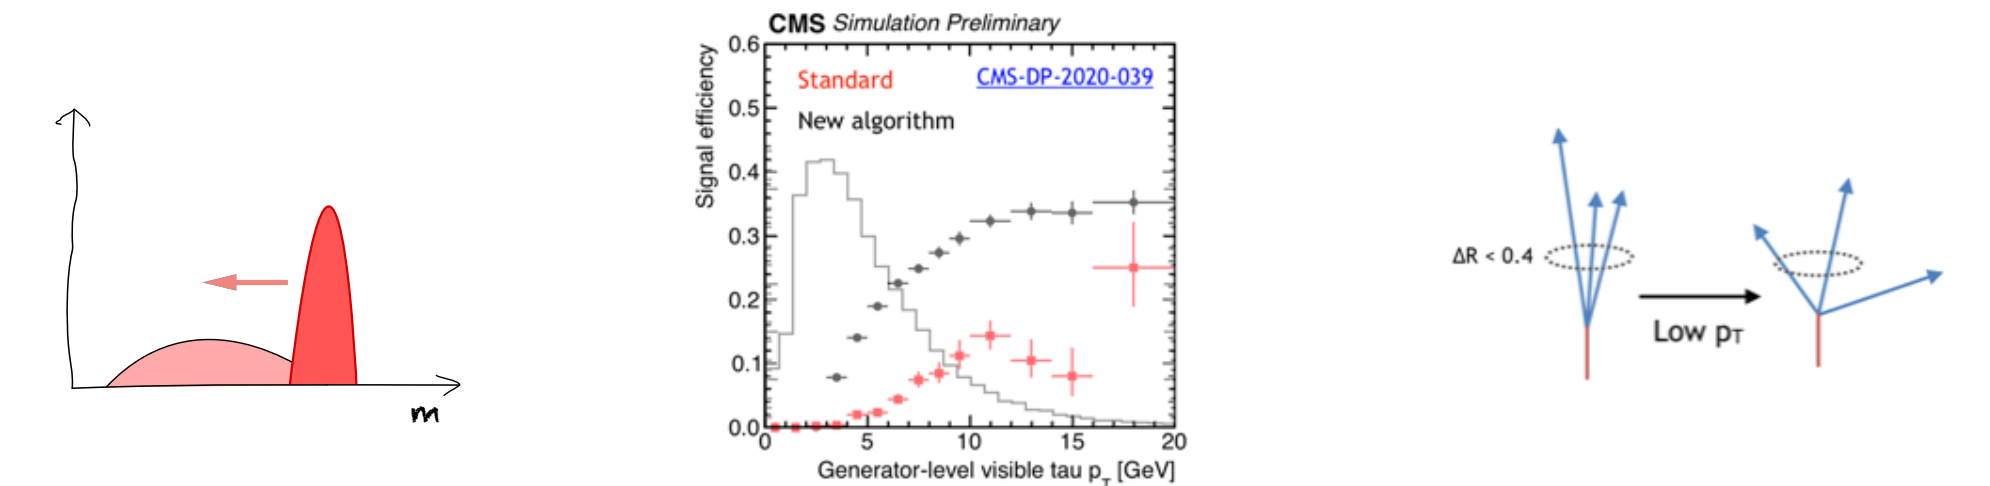 m
CMS Simulation Preliminary
Signal efficiency
0.6
0.5
0.4
0.3
0.2
0.1
0.0
Standard
CMS-DP-2020-039
New algorithm
0 5 10 15 20
Generator-level visible tau pT [GeV]
ΔR < 0.4
Low pT